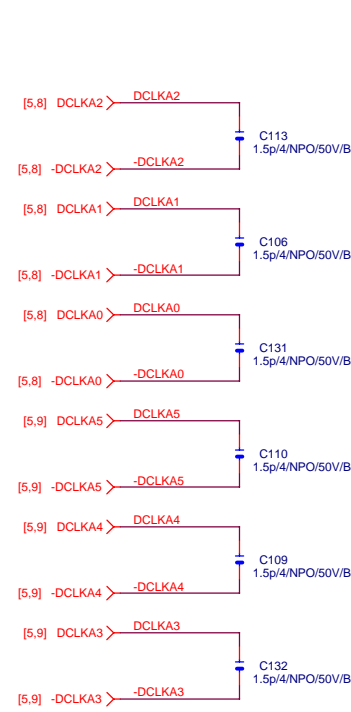 [5,8] DCLKA2 DCLKA2
C113
1.5p/4/NPO/50V/B
[5,8] -DCLKA2 -DCLKA2
[5,8] DCLKA1 DCLKA1
C106
1.5p/4/NPO/50V/B
[5,8] -DCLKA1 -DCLKA1
[5,8] DCLKA0 DCLKA0
C131
1.5p/4/NPO/50V/B
[5,8] -DCLKA0 -DCLKA0
[5,9] DCLKA5 DCLKA5
C110
1.5p/4/NPO/50V/B
[5,9] -DCLKA5 -DCLKA5
[5,9] DCLKA4 DCLKA4
C109
1.5p/4/NPO/50V/B
[5,9] -DCLKA4 -DCLKA4
[5,9] DCLKA3 DCLKA3
C132
1.5p/4/NPO/50V/B
[5,9] -DCLKA3 -DCLKA3